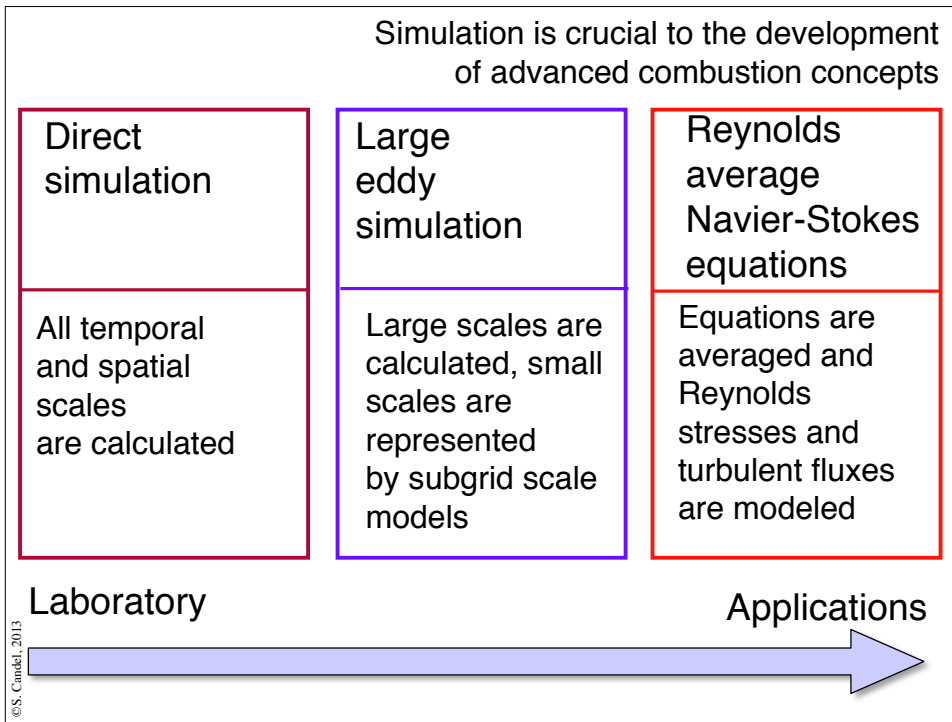 Simulation is crucial to the development
of advanced combustion concepts
Direct
simulation
All temporal
and spatial
scales
are calculated
Large
eddy
simulation
Large scales are
calculated, small
scales are
represented
by subgrid scale
models
Reynolds
average
Navier-Stokes
equations
Equations are
averaged and
Reynolds
stresses and
turbulent fluxes
are modeled
Laboratory
Applications
©S. Candel, 2013